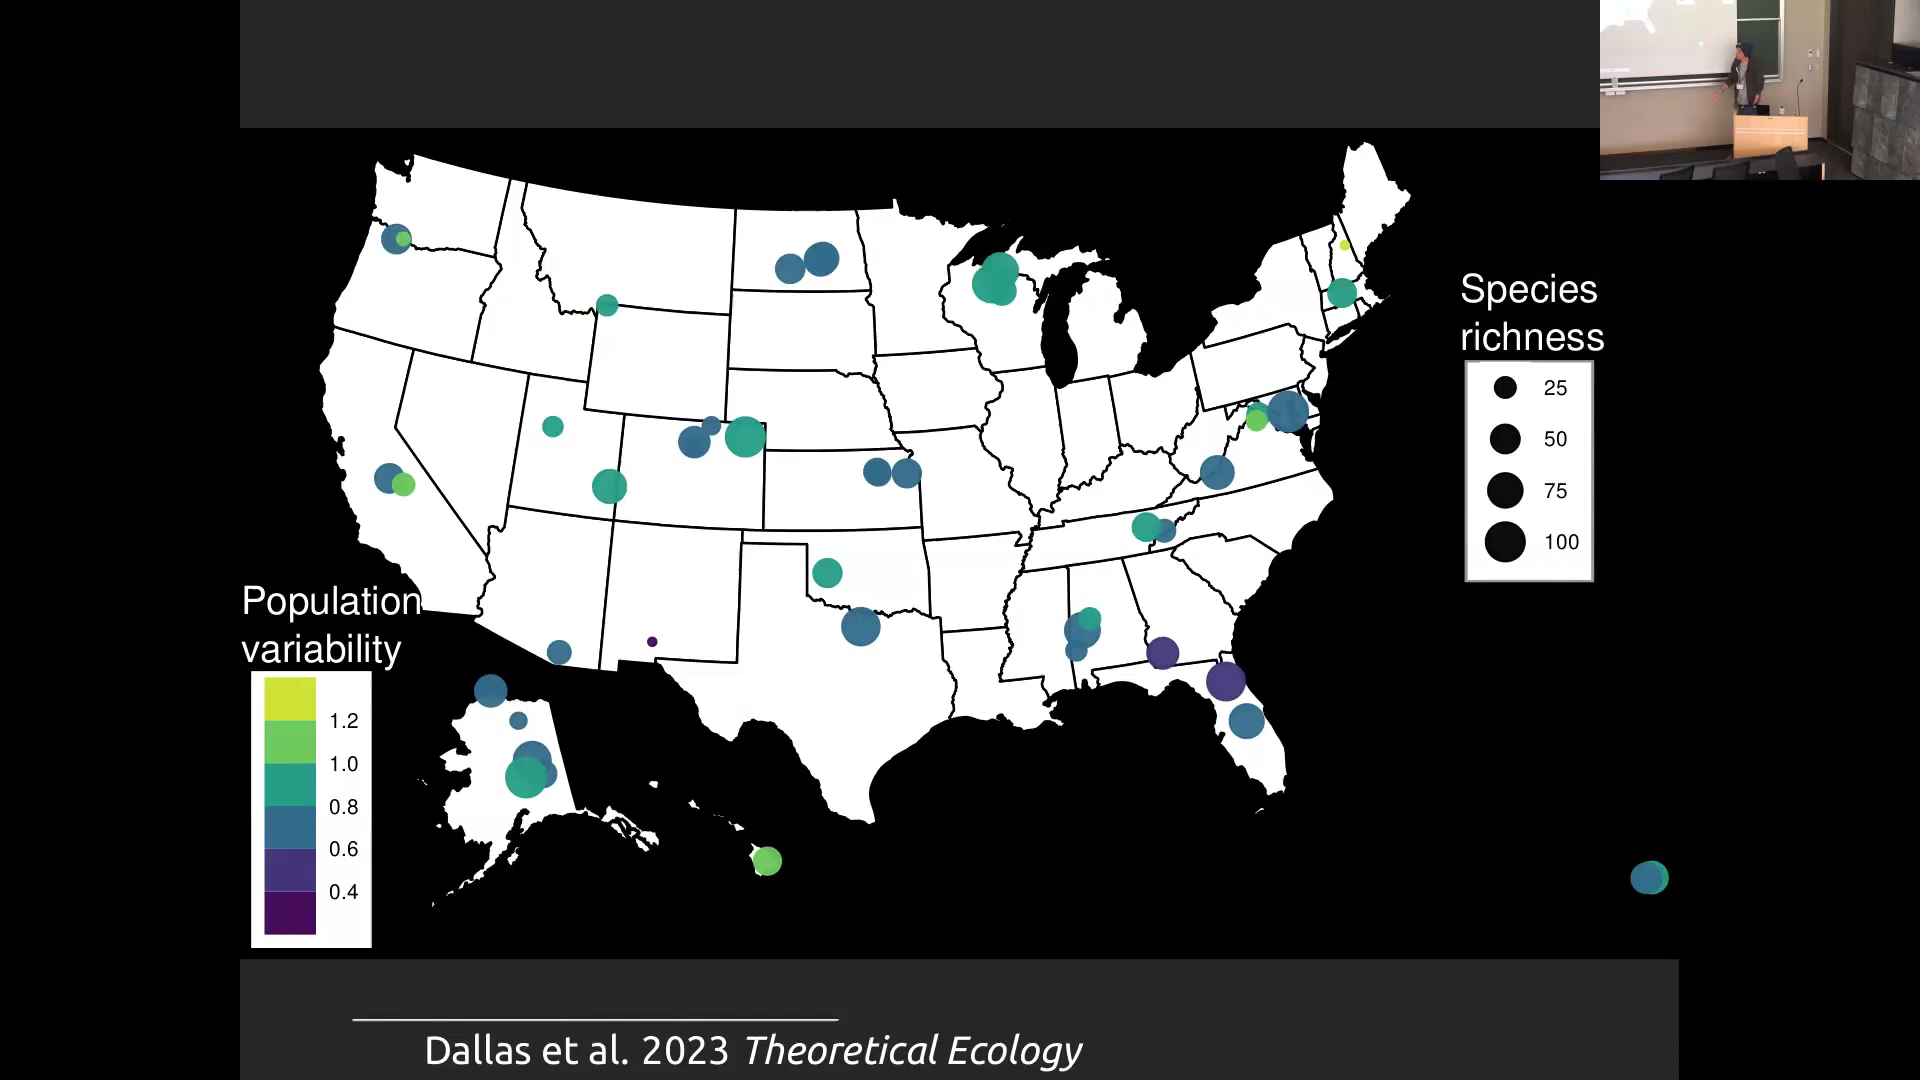 Species
richness
25
50
75
100
Population
variability
1.2
1.0
0.8
0.6
0.4
Dallas et al. 2023 Theoretical Ecology